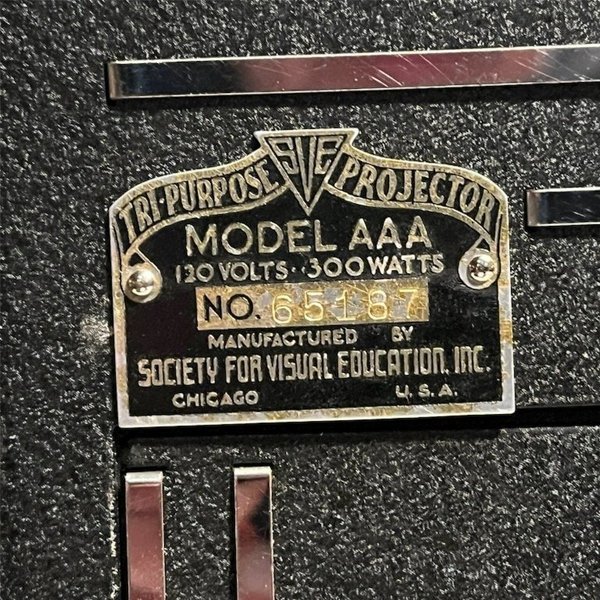 SVE
TRI-PURPOSE PROJECTOR
MODEL AAA
120 VOLTS·· 300 WATTS
NO. 65187
MANUFACTURED BY
SOCIETY FOR VISUAL EDUCATION, INC.
CHICAGO U.S.A.